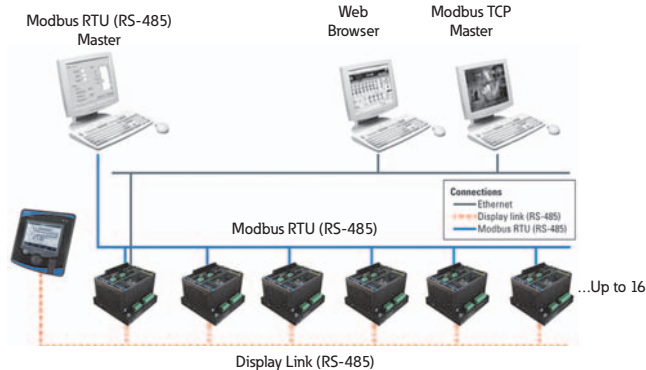 Modbus RTU (RS-485)
Master
Web
Browser
Modbus TCP
Master
Connections
Ethernet
Display link (RS-485)
Modbus RTU (RS-485)
Modbus RTU (RS-485)
...Up to 16
Display Link (RS-485)